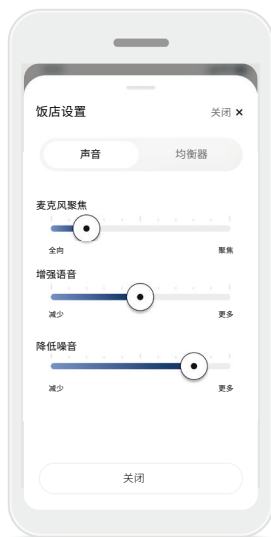 饭店设置
关闭 ×
声音 均衡器
麦克风聚焦
全向 聚焦
增强语音
减少 更多
降低噪音
减少 更多
关闭